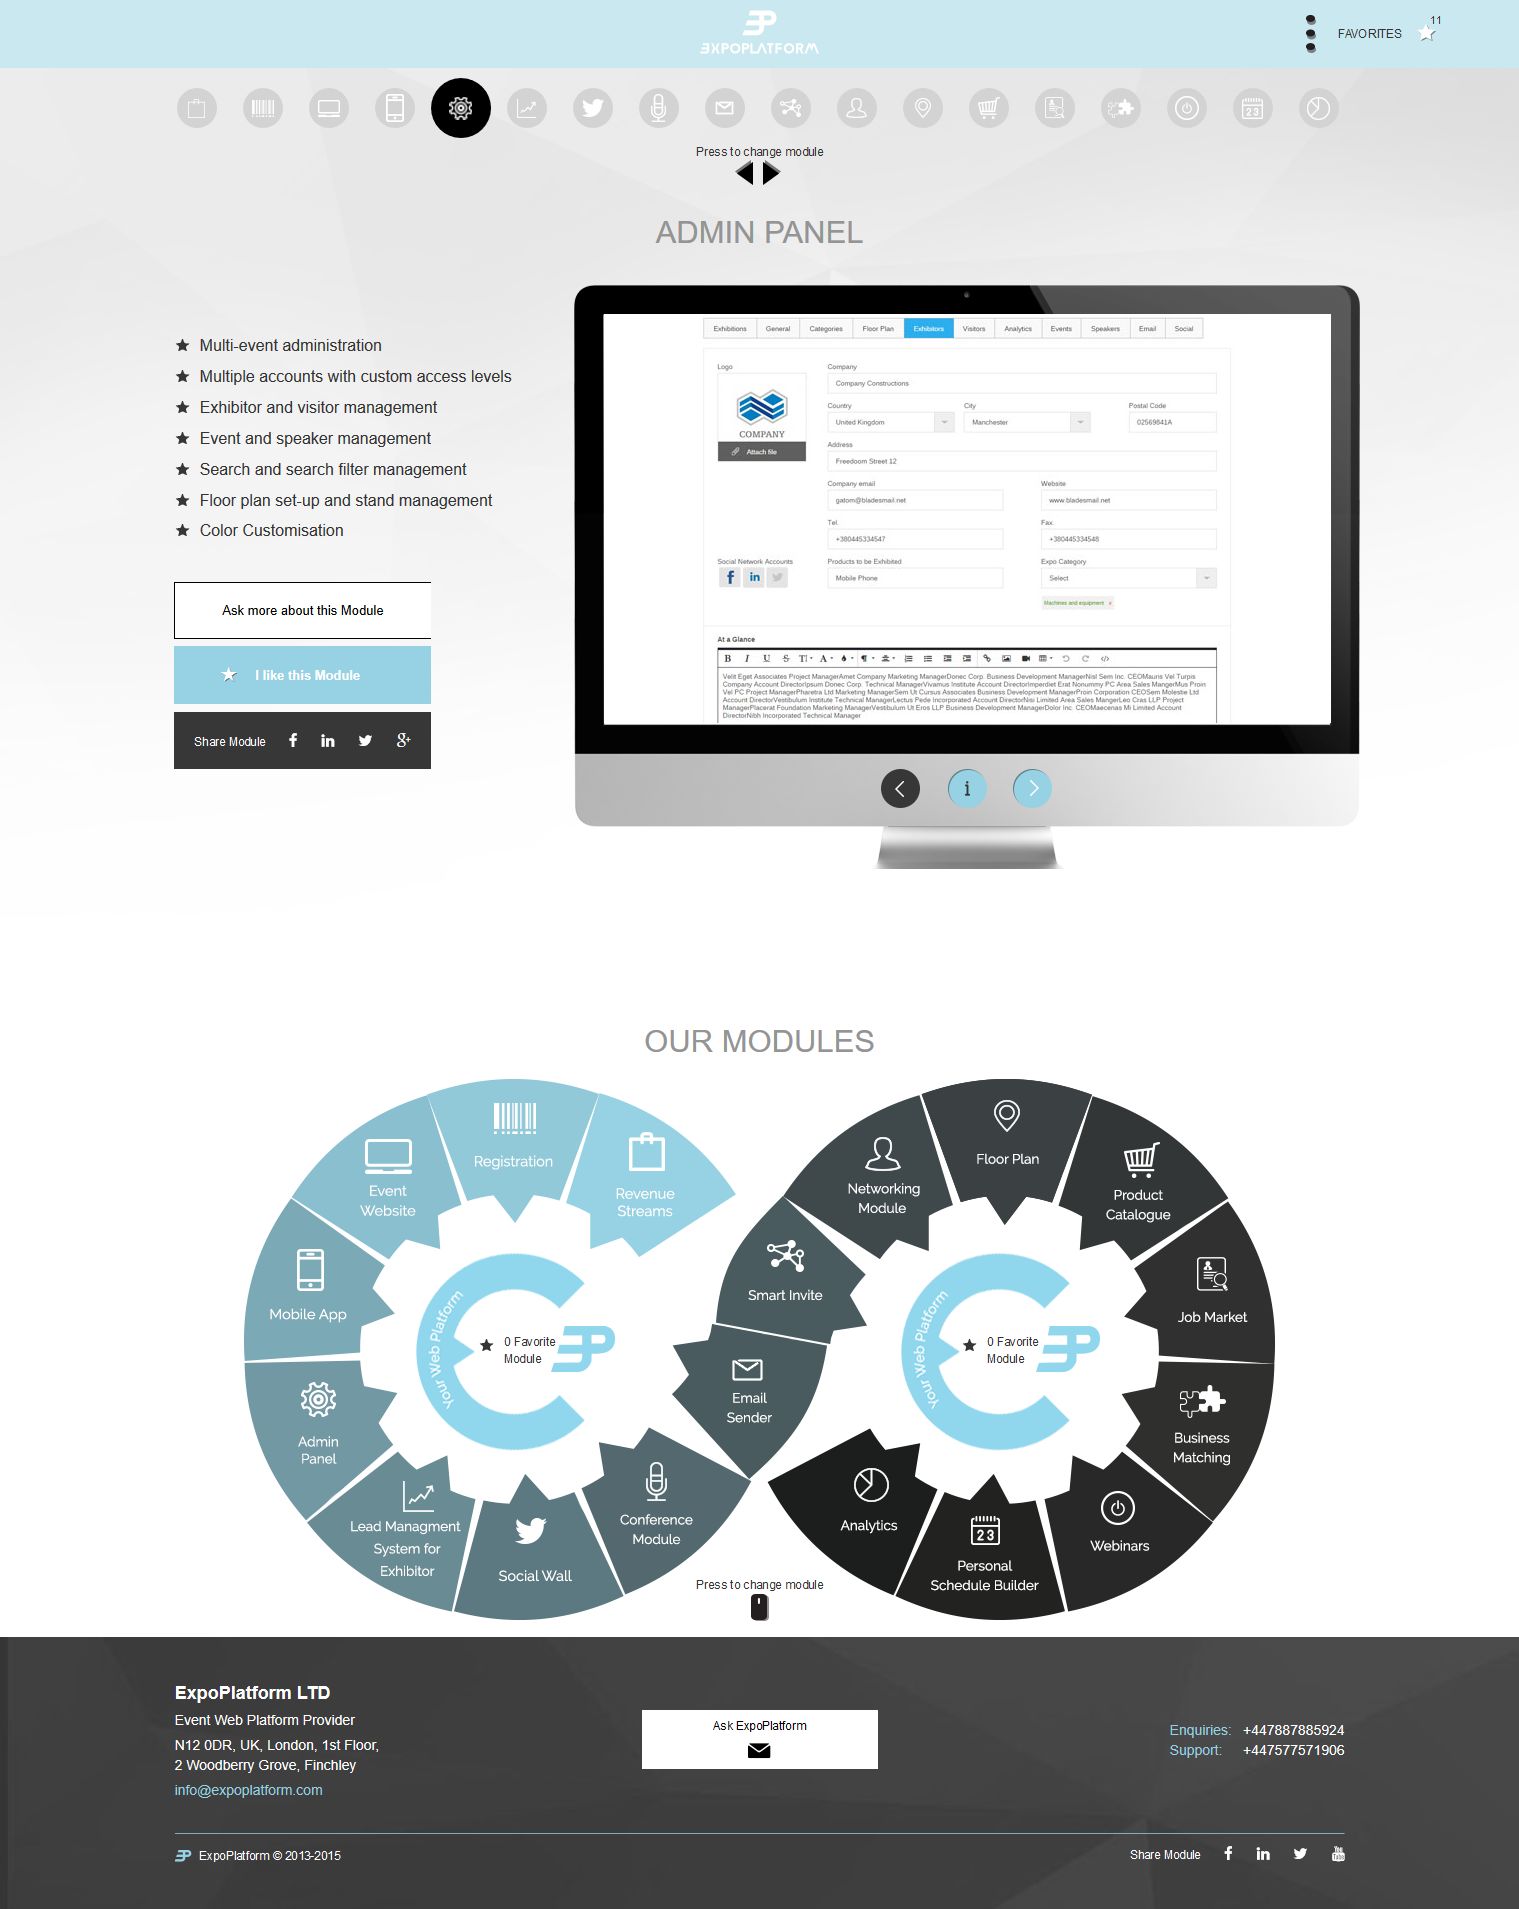 EXPOPLATFORM
FAVORITES
11
23
Press to change module
ADMIN PANEL
Multi-event administration
Multiple accounts with custom access levels
Exhibitor and visitor management
Event and speaker management
Search and search filter management
Floor plan set-up and stand management
Color Customisation
Ask more about this Module
I like this Module
Share Module
Exhibitions General Categories Floor Plan Exhibitors Visitors Analytics Events Speakers Email Social
Logo
COMPANY
Attach file
Company
Company Constructions
Country City Postal Code
United Kingdom Manchester 02569841A
Address
Freedoom Street 12
Company email Website
gatom@bladesmail.net www.bladesmail.net
Tel. Fax
+380445334547 +380445334548
Social Network Accounts Products to be Exhibited Expo Category
Mobile Phone Select
Machines and equipment x
At a Glance
Velit Eget Associates Project ManagerAmet Company Marketing ManagerDonec Corp. Business Development ManagerNisl Sem Inc. CEOMauris Vel Turpis
Company Account DirectorIpsum Donec Corp. Technical ManagerVivamus Institute Account DirectorImperdiet Erat Nonummy PC Area Sales MangerMus Proin
Vel PC Project ManagerPharetra Ltd Marketing ManagerSem Ut Cursus Associates Business Development ManagerProin Corporation CEOSem Molestie Ltd
Account DirectorVestibulum Institute Technical ManagerLectus Pede Incorporated Account DirectorNisi Limited Area Sales MangerLeo Cras LLP Project
ManagerPlacerat Foundation Marketing ManagerVestibulum Ut Eros LLP Business Development ManagerDolor Inc. CEOMaecenas Mi Limited Account
DirectorNibh Incorporated Technical Manager
OUR MODULES
Registration
Revenue
Streams
Event
Website
Mobile App
Admin
Panel
Lead Managment
System for
Exhibitor
Social Wall
Conference
Module
Your Web Platform
0 Favorite
Module
Email
Sender
Smart Invite
Networking
Module
Floor Plan
Product
Catalogue
Job Market
Business
Matching
Webinars
23
Personal
Schedule Builder
Analytics
Your Web Platform
0 Favorite
Module
Press to change module
ExpoPlatform LTD
Event Web Platform Provider
N12 0DR, UK, London, 1st Floor,
2 Woodberry Grove, Finchley
info@expoplatform.com
Ask ExpoPlatform
Enquiries: +447887885924
Support: +447577571906
ExpoPlatform © 2013-2015
Share Module
You
Tube